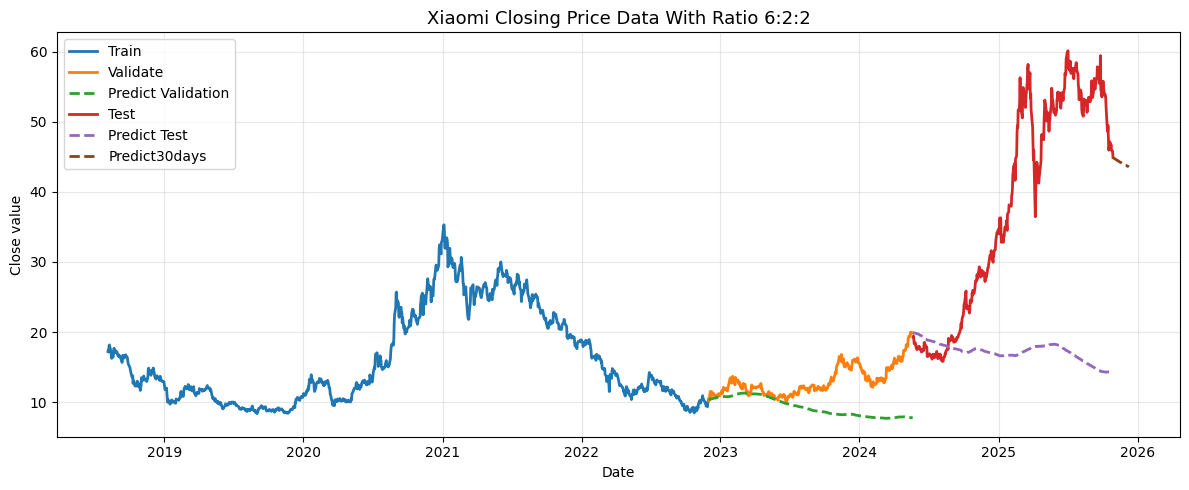 Xiaomi Closing Price Data With Ratio 6:2:2
Train
Validate
Predict Validation
Test
Predict Test
Predict30days
Close value
60
50
40
30
20
10
2019 2020 2021 2022 2023 2024 2025 2026
Date